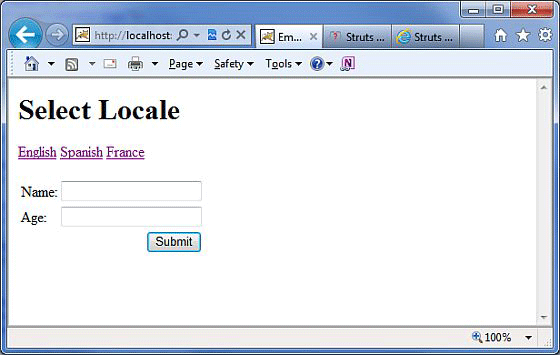 http://localhost:
Em...
Struts ...
Struts ...
Page Safety Tools
Select Locale
English Spanish France
Name:
Age:
Submit
100%